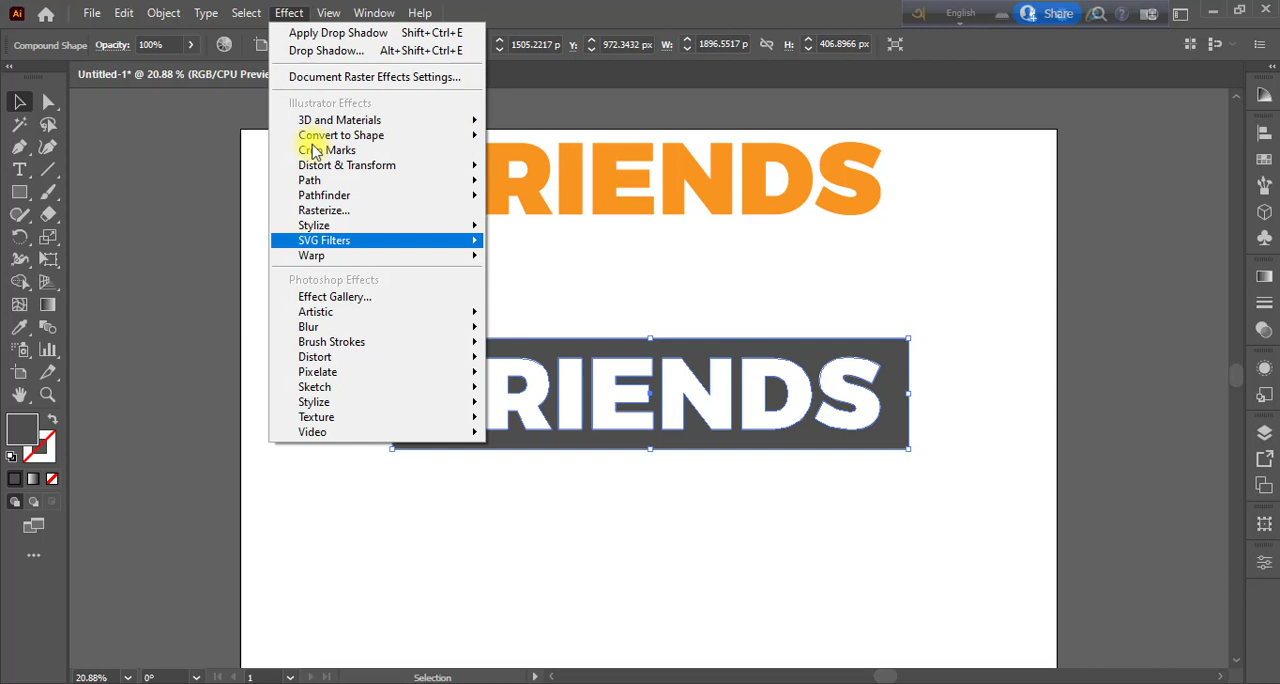 Ai File Edit Object Type Select Effect View Window Help English Share
Compound Shape Opacity: 100% 1505.2217 p Y: 972.3432 px W: 1896.5517 p H: 406.8966 px
Untitled-1* @ 20.88 % (RGB/CPU Previe
Apply Drop Shadow Shift+Ctrl+E
Drop Shadow... Alt+Shift+Ctrl+E
Document Raster Effects Settings...
Illustrator Effects
3D and Materials
Convert to Shape
Crop Marks
Distort & Transform
Path
Pathfinder
Rasterize...
Stylize
SVG Filters
Warp
Photoshop Effects
Effect Gallery...
Artistic
Blur
Brush Strokes
Distort
Pixelate
Sketch
Stylize
Texture
Video
RIENDS
RIENDS
20.88% 0° 1 Selection